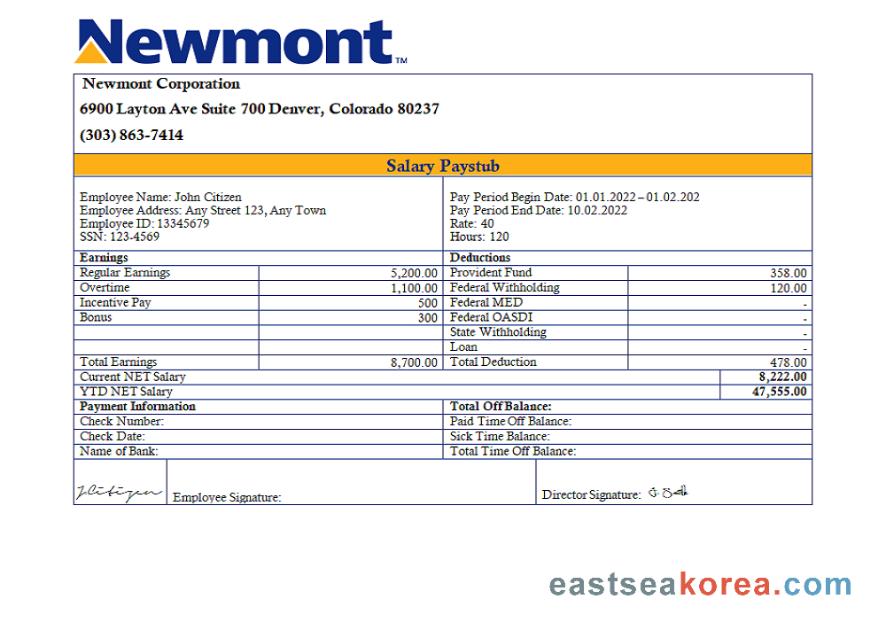 Newmont™
Newmont Corporation
6900 Layton Ave Suite 700 Denver, Colorado 80237
(303) 863-7414
Salary Paystub
Employee Name: John Citizen
Employee Address: Any Street 123, Any Town
Employee ID: 13345679
SSN: 123-4569
Pay Period Begin Date: 01.01.2022 – 01.02.202
Pay Period End Date: 10.02.2022
Rate: 40
Hours: 120
Earnings Deductions
Regular Earnings 5,200.00 Provident Fund 358.00
Overtime 1,100.00 Federal Withholding 120.00
Incentive Pay 500 Federal MED -
Bonus 300 Federal OASDI -
State Withholding -
Loan -
Total Earnings 8,700.00 Total Deduction 478.00
Current NET Salary 8,222.00
YTD NET Salary 47,555.00
Payment Information Total Off Balance:
Check Number: Paid Time Off Balance:
Check Date: Sick Time Balance:
Name of Bank: Total Time Off Balance:
JCitizen Employee Signature: Director Signature:
eastseakorea.com